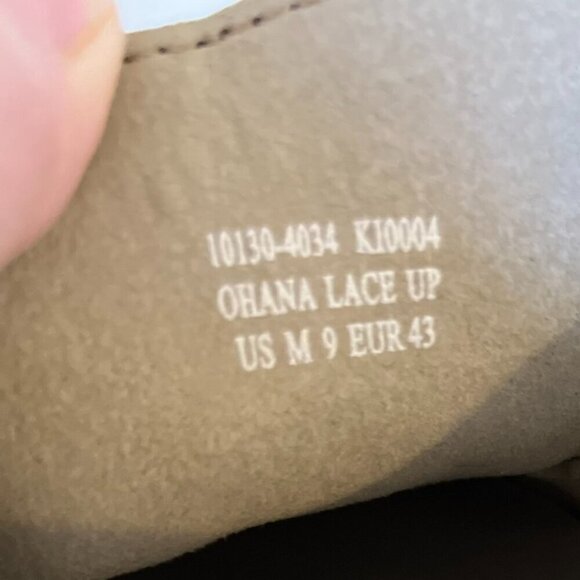 10130-4034 KI0004
OHANA LACE UP
US M 9 EUR 43